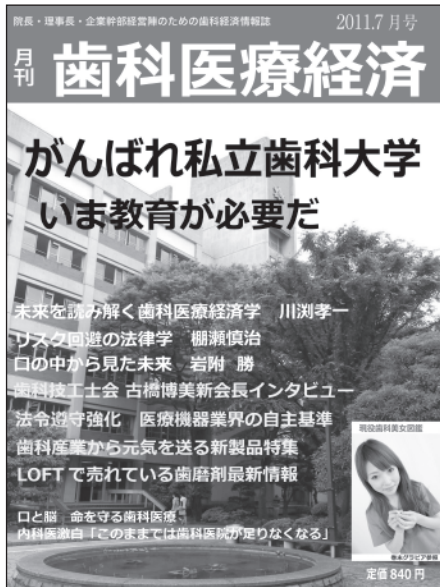 院長・理事長・企業幹部経営陣のための歯科経済情報誌
2011.7月号
月刊 歯科医療経済
がんばれ私立歯科大学
いま教育が必要だ
未来を読み解く歯科医療経済学 川渕孝一
リスク回避の法律学 棚瀬慎治
口の中から見た未来 岩附 勝
歯科技工士会 古橋博美新会長インタビュー
法令遵守強化 医療機器業界の自主基準
歯科産業から元気を送る新製品特集
LOFTで売れている歯磨剤最新情報
現役歯科美女図鑑
口と脳 命を守る歯科医療
内科医激白「このままでは歯科医院が足りなくなる」
巻末グラビア参照
定価840円